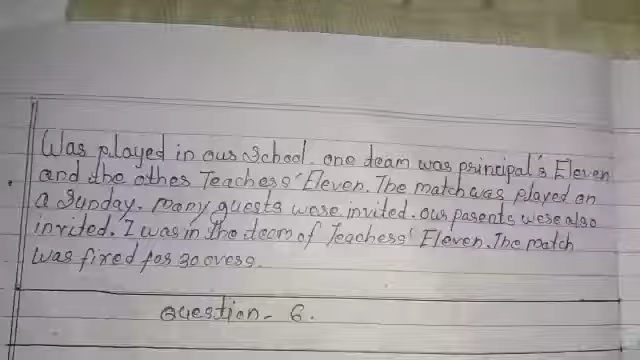 Was played in our School. one team was principal's Eleven
and the other Teachers' Eleven. The match was played on
a Sunday. Many guests were invited. our parents were also
invited. I was in the team of Teachers' Eleven. The match
was fixed for 30 overs.
Question - 6.